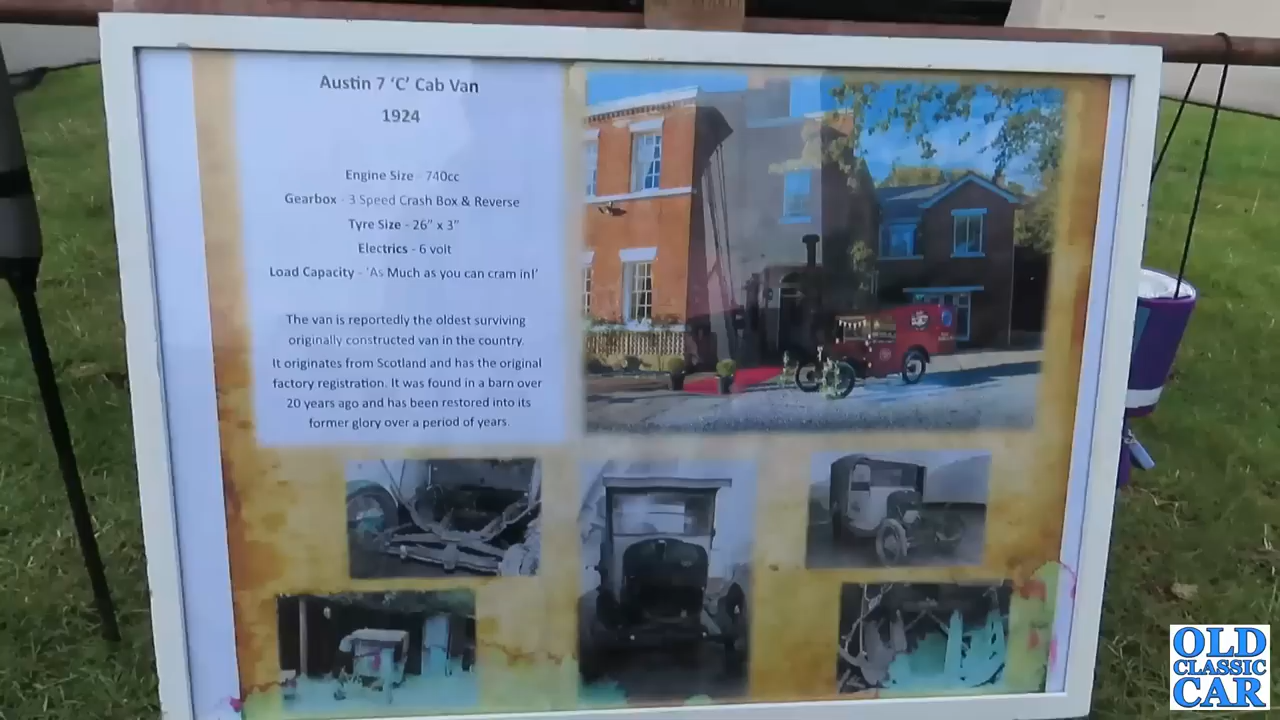 Austin 7 ‘C’ Cab Van
1924
Engine Size - 740cc
Gearbox - 3 Speed Crash Box & Reverse
Tyre Size - 26” x 3”
Electrics - 6 volt
Load Capacity - ‘As Much as you can cram in!’
The van is reportedly the oldest surviving
originally constructed van in the country.
It originates from Scotland and has the original
factory registration. It was found in a barn over
20 years ago and has been restored into its
former glory over a period of years.
OLD
CLASSIC
CAR